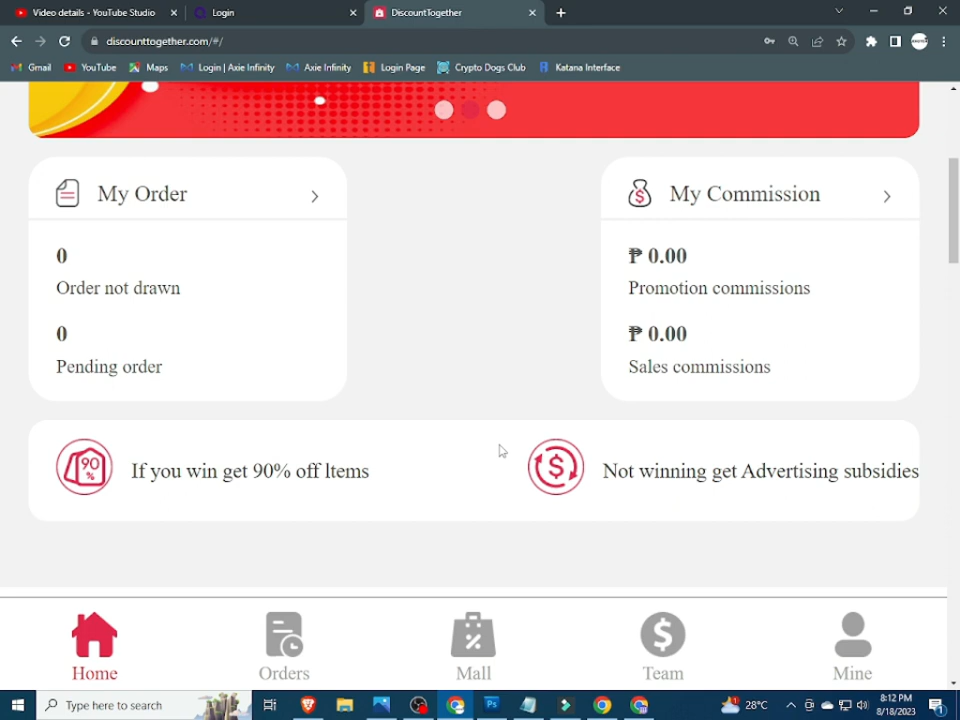 Video details - YouTube Studio
Login
DiscountTogether
discounttogether.com/#/
Gmail
YouTube
Maps
Login | Axie Infinity
Axie Infinity
Login Page
Crypto Dogs Club
Katana Interface
My Order
0
Order not drawn
0
Pending order
My Commission
₱ 0.00
Promotion commissions
₱ 0.00
Sales commissions
90
%
If you win get 90% off ltems
Not winning get Advertising subsidies
Home
Orders
Mall
Team
Mine
Type here to search
28°C
8:12 PM
8/18/2023
1